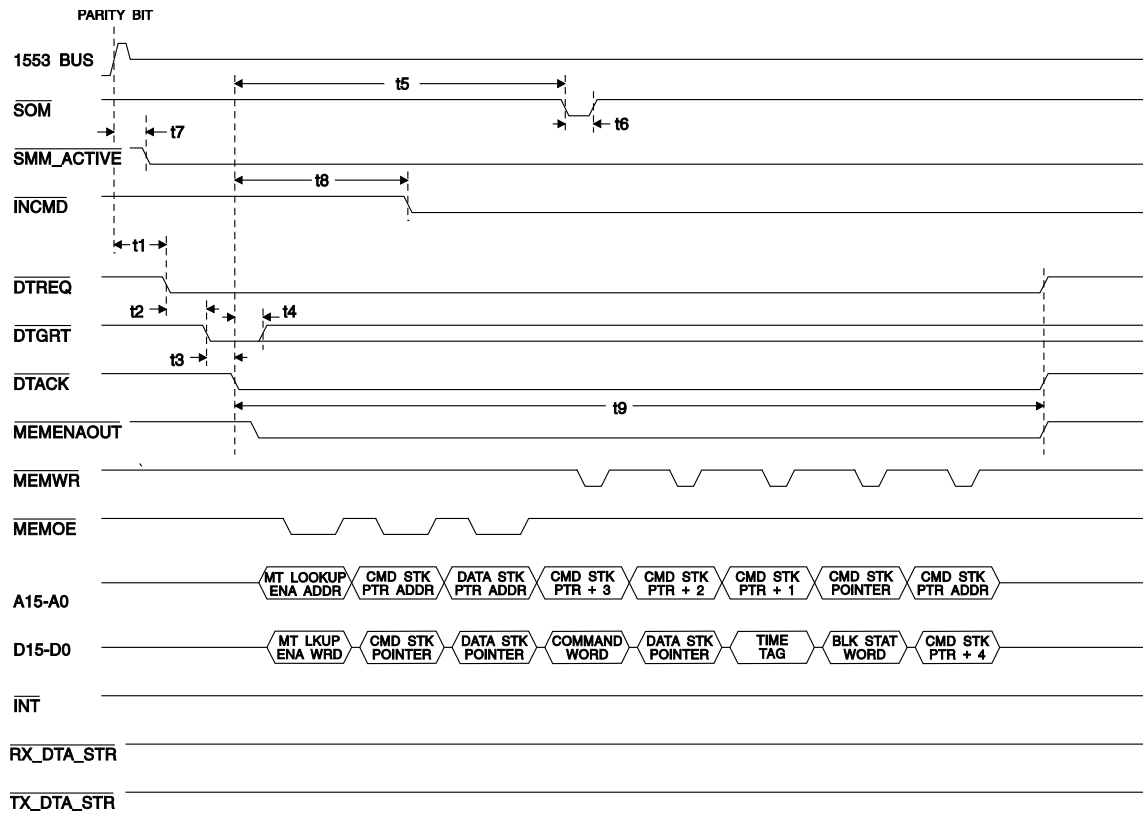 PARITY BIT
1553 BUS
t5
SOM
t6
t7
SMM_ACTIVE
t8
INCMD
t1
DTREQ
t2
t4
DTGRT
t3
DTACK
t9
MEMENAOUT
MEMWR
MEMOE
MT LOOKUP
ENA ADDR
CMD STK
PTR ADDR
DATA STK
PTR ADDR
CMD STK
PTR + 3
CMD STK
PTR + 2
CMD STK
PTR + 1
CMD STK
POINTER
CMD STK
PTR ADDR
A15-A0
MT LKUP
ENA WRD
CMD STK
POINTER
DATA STK
POINTER
COMMAND
WORD
DATA STK
POINTER
TIME
TAG
BLK STAT
WORD
CMD STK
PTR + 4
D15-D0
INT
RX_DTA_STR
TX_DTA_STR